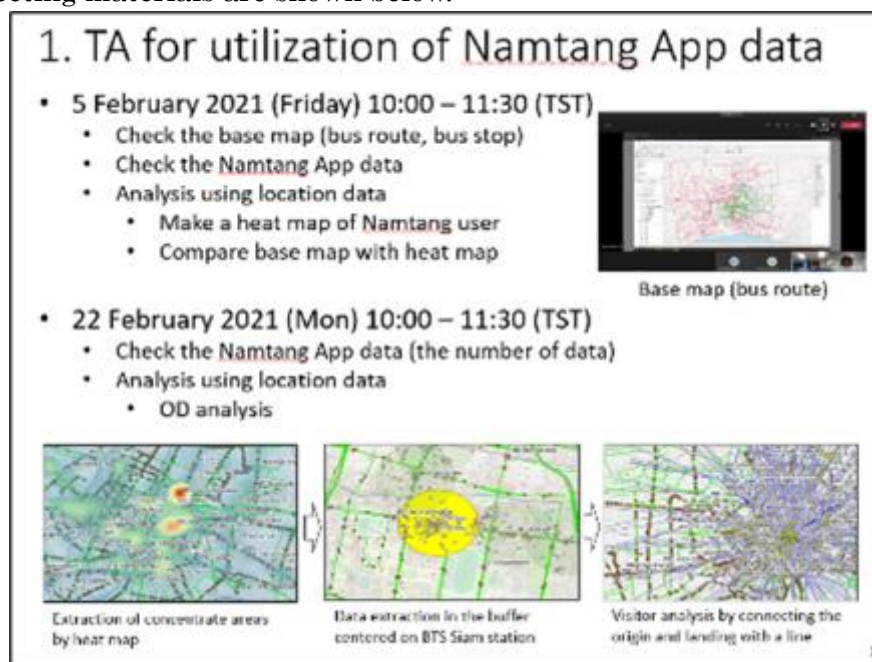 eeting materials are shown below.
1. TA for utilization of Namtang App data
• 5 February 2021 (Friday) 10:00 – 11:30 (TST)
• Check the base map (bus route, bus stop)
• Check the Namtang App data
• Analysis using location data
• Make a heat map of Namtang user
• Compare base map with heat map
Base map (bus route)
• 22 February 2021 (Mon) 10:00 – 11:30 (TST)
• Check the Namtang App data (the number of data)
• Analysis using location data
• OD analysis
Extraction of concentrate areas
by heat map
Data extraction in the buffer
centered on BTS Siam station
Visitor analysis by connecting the
origin and landing with a line